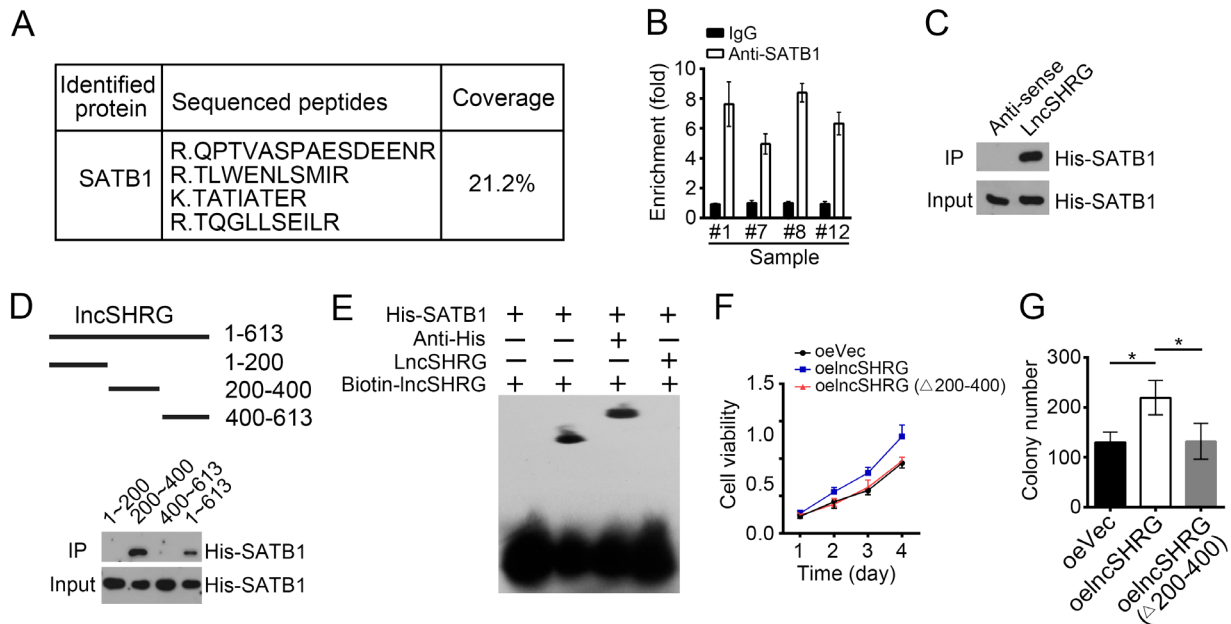 A
Identified protein
Sequenced peptides
Coverage
SATB1
R.QPTVASPAESDEENR
R.TLWENLSMIR
K.TATIATER
R.TQGLLSEILR
21.2%
B
IgG
Anti-SATB1
Enrichment (fold)
10
8
6
4
2
0
#1 #7 #8 #12
Sample
C
Anti-sense
LncSHRG
IP His-SATB1
Input His-SATB1
D
lncSHRG
1-613
1-200
200-400
400-613
1~200
200~400
400~613
1~613
IP His-SATB1
Input His-SATB1
E
His-SATB1 + + + +
Anti-His — — + —
LncSHRG — — — +
Biotin-lncSHRG + + + +
F
oeVec
oelncSHRG
oelncSHRG (△200-400)
Cell viability
1.5
1.0
0.5
0.0
1 2 3 4
Time (day)
G
* *
Colony number
300
200
100
0
oeVec
oelncSHRG
oelncSHRG
(△200-400)